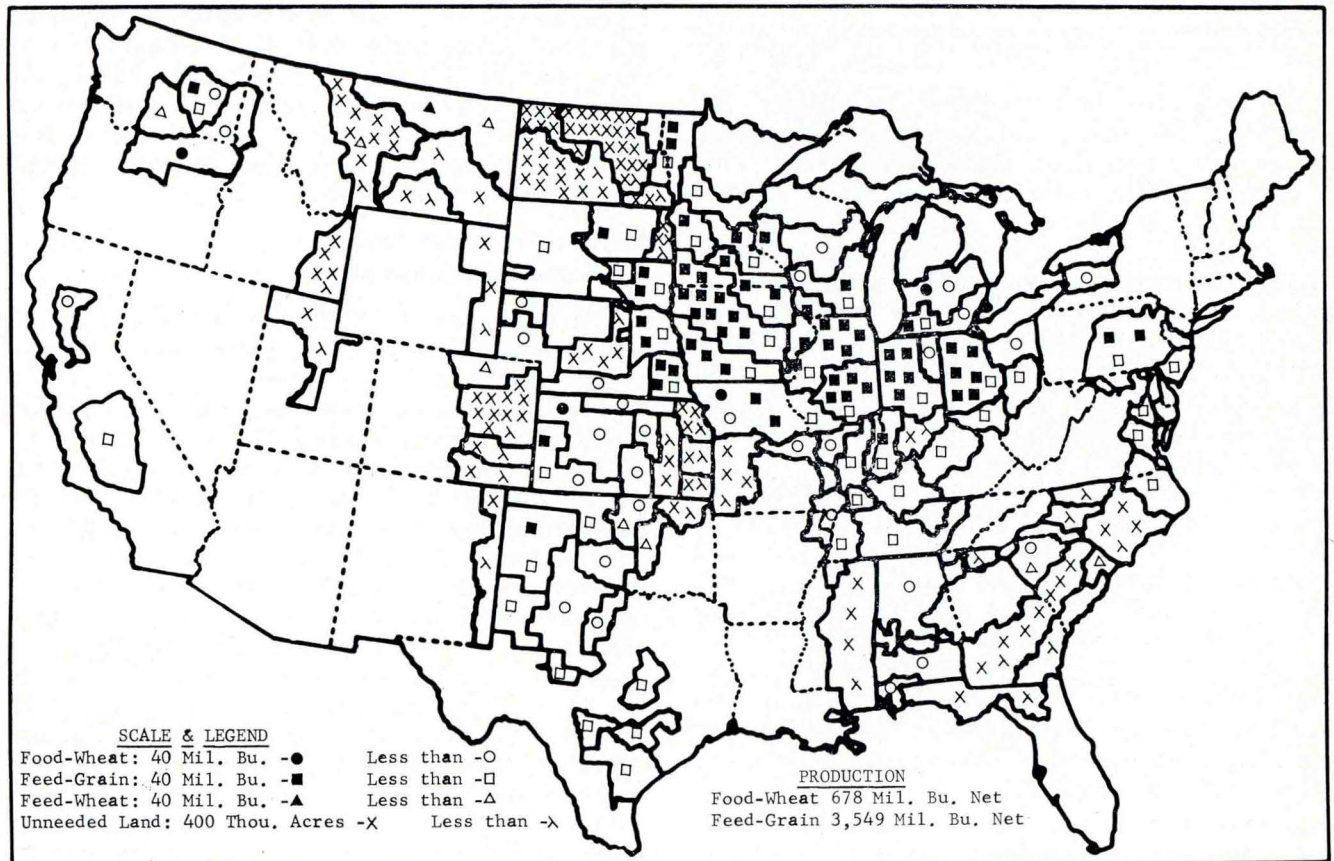 SCALE & LEGEND
Food-Wheat: 40 Mil. Bu. -● Less than -○
Feed-Grain: 40 Mil. Bu. -■ Less than -□
Feed-Wheat: 40 Mil. Bu. -▲ Less than -△
Unneeded Land: 400 Thou. Acres -X Less than -λ
PRODUCTION
Food-Wheat 678 Mil. Bu. Net
Feed-Grain 3,549 Mil. Bu. Net